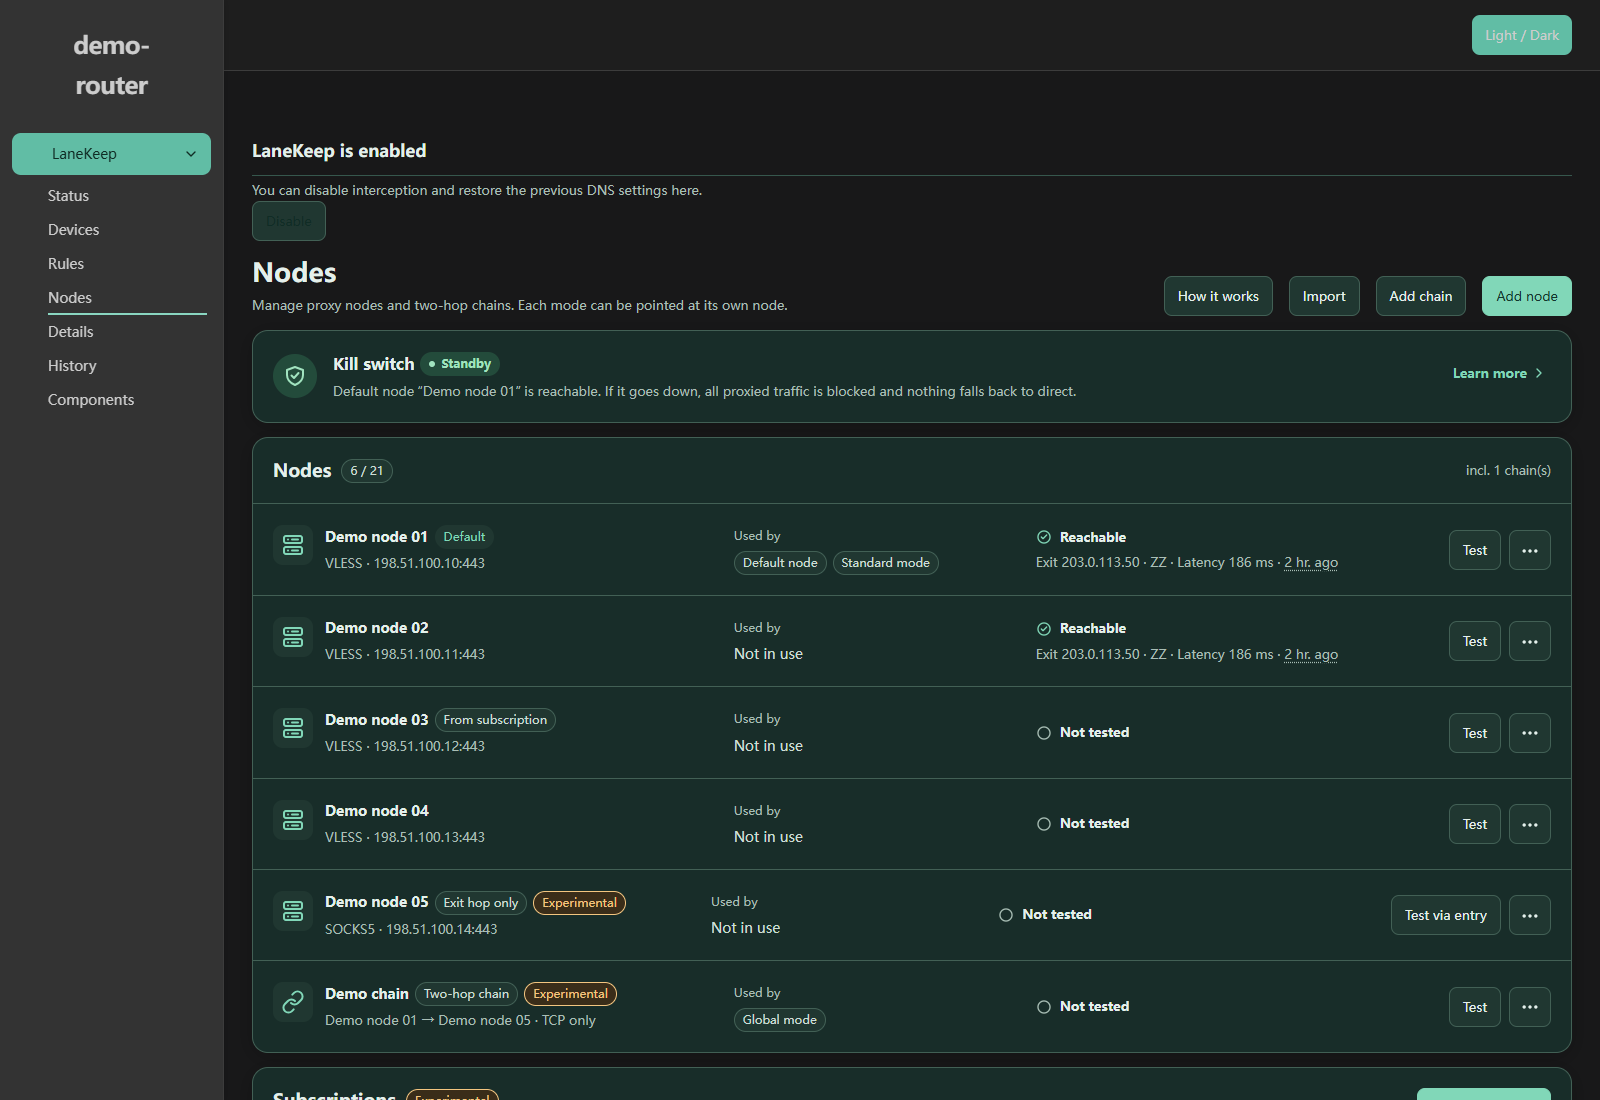 demo-
router
Light / Dark
LaneKeep
Status
Devices
Rules
Nodes
Details
History
Components
LaneKeep is enabled
You can disable interception and restore the previous DNS settings here.
Disable
Nodes
Manage proxy nodes and two-hop chains. Each mode can be pointed at its own node.
How it works
Import
Add chain
Add node
Kill switch
Standby
Default node “Demo node 01” is reachable. If it goes down, all proxied traffic is blocked and nothing falls back to direct.
Learn more
Nodes
6 / 21
incl. 1 chain(s)
Demo node 01
Default
VLESS · 198.51.100.10:443
Used by
Default node
Standard mode
Reachable
Exit 203.0.113.50 · ZZ · Latency 186 ms · 2 hr. ago
Test
Demo node 02
VLESS · 198.51.100.11:443
Used by
Not in use
Reachable
Exit 203.0.113.50 · ZZ · Latency 186 ms · 2 hr. ago
Test
Demo node 03
From subscription
VLESS · 198.51.100.12:443
Used by
Not in use
Not tested
Test
Demo node 04
VLESS · 198.51.100.13:443
Used by
Not in use
Not tested
Test
Demo node 05
Exit hop only
Experimental
SOCKS5 · 198.51.100.14:443
Used by
Not in use
Not tested
Test via entry
Demo chain
Two-hop chain
Experimental
Demo node 01 → Demo node 05 · TCP only
Used by
Global mode
Not tested
Test
Subscriptions
Experimental